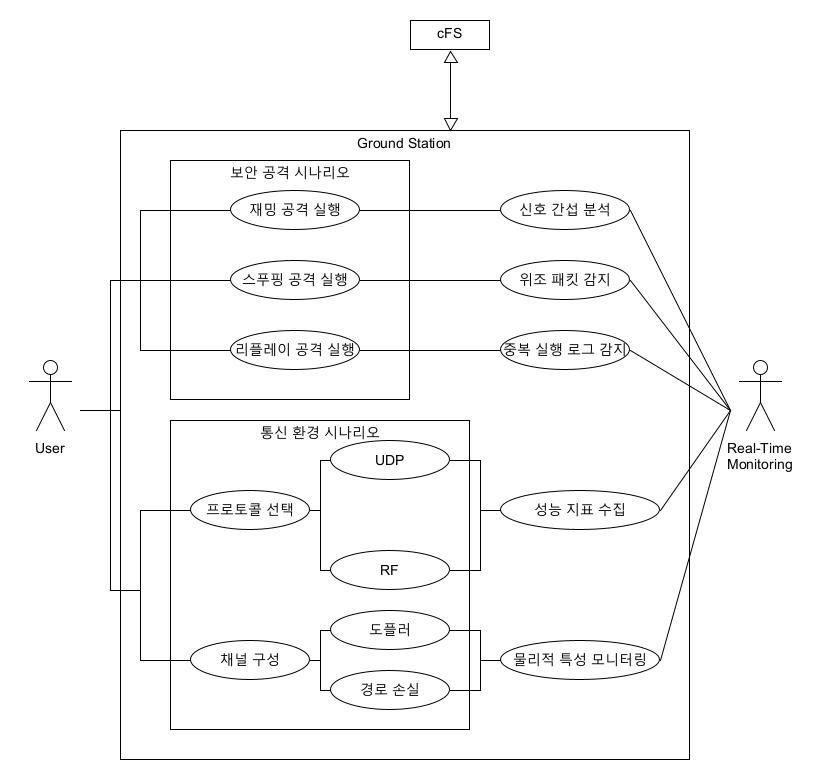 cFS
Ground Station
보안 공격 시나리오
재밍 공격 실행
신호 간섭 분석
스푸핑 공격 실행
위조 패킷 감지
리플레이 공격 실행
중복 실행 로그 감지
User
Real-Time
Monitoring
통신 환경 시나리오
UDP
프로토콜 선택
성능 지표 수집
RF
도플러
채널 구성
물리적 특성 모니터링
경로 손실